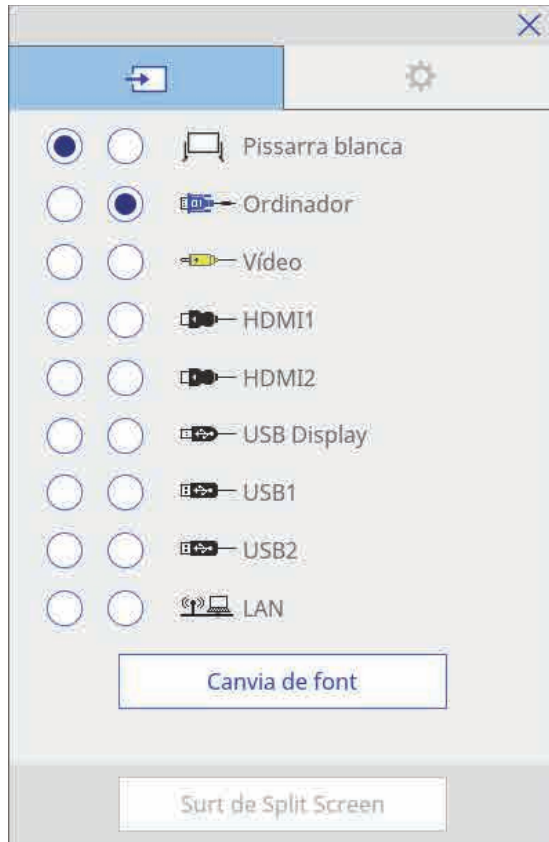 Pissarra blanca
Ordinador
Vídeo
HDMI1
HDMI2
USB Display
USB1
USB2
LAN
Canvia de font
Surt de Split Screen